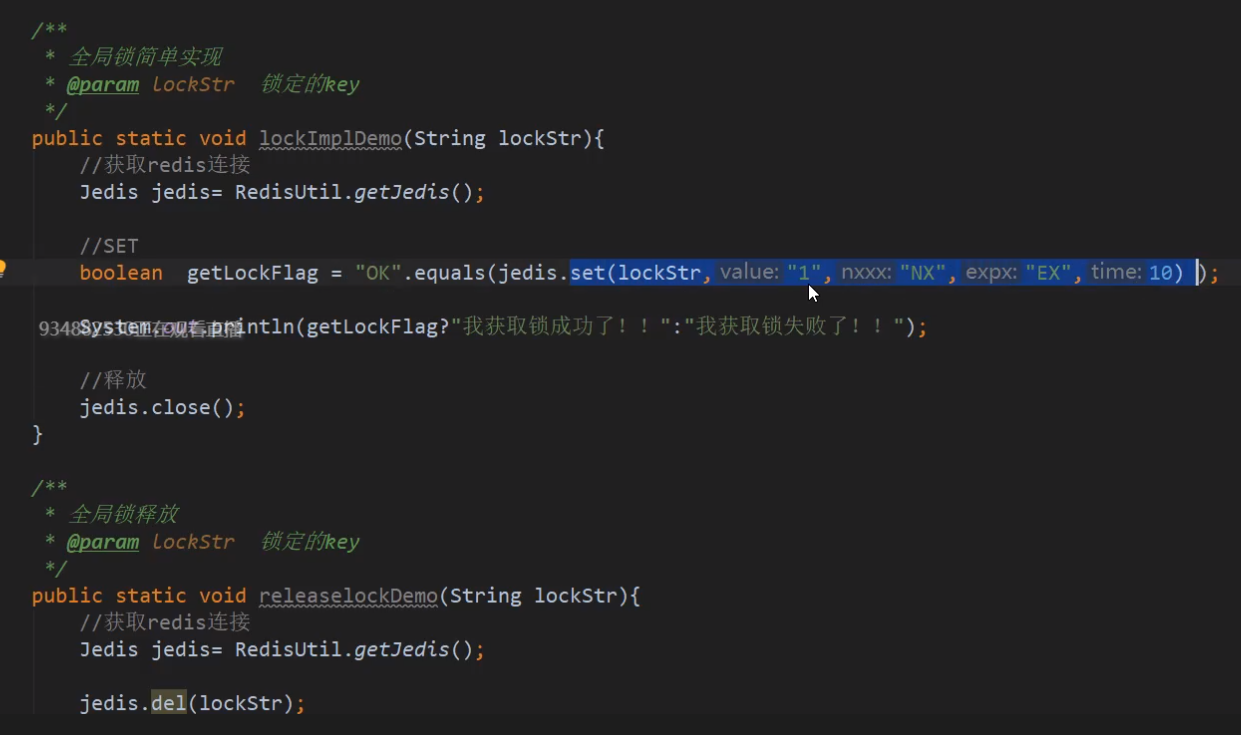 /**
* 全局锁简单实现
* @param lockStr 锁定的key
*/
public static void lockImplDemo(String lockStr){
//获取redis连接
Jedis jedis= RedisUtil.getJedis();
//SET
boolean getLockFlag = "OK".equals(jedis.set(lockStr, value: "1", nxxx: "NX", expx: "EX", time: 10) );
System.out.println(getLockFlag?"我获取锁成功了！！":"我获取锁失败了！！");
//释放
jedis.close();
}
/**
* 全局锁释放
* @param lockStr 锁定的key
*/
public static void releaselockDemo(String lockStr){
//获取redis连接
Jedis jedis= RedisUtil.getJedis();
jedis.del(lockStr);